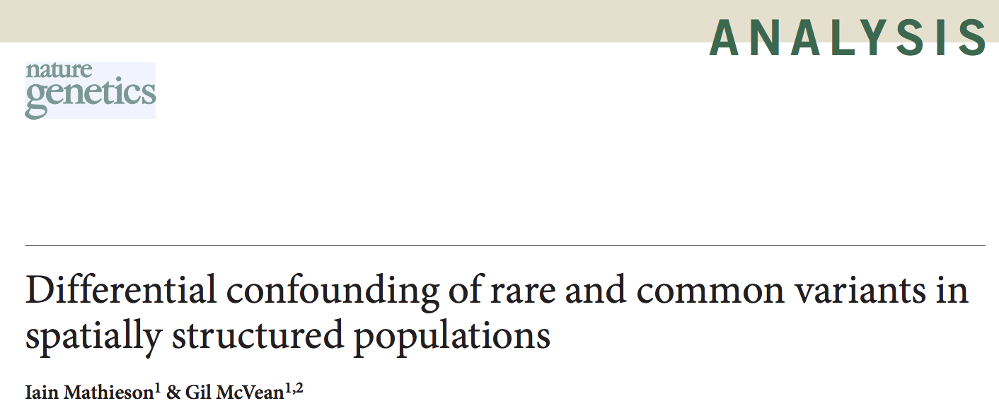 ANALYSIS
nature
genetics
Differential confounding of rare and common variants in
spatially structured populations
Iain Mathieson1 & Gil McVean1,2